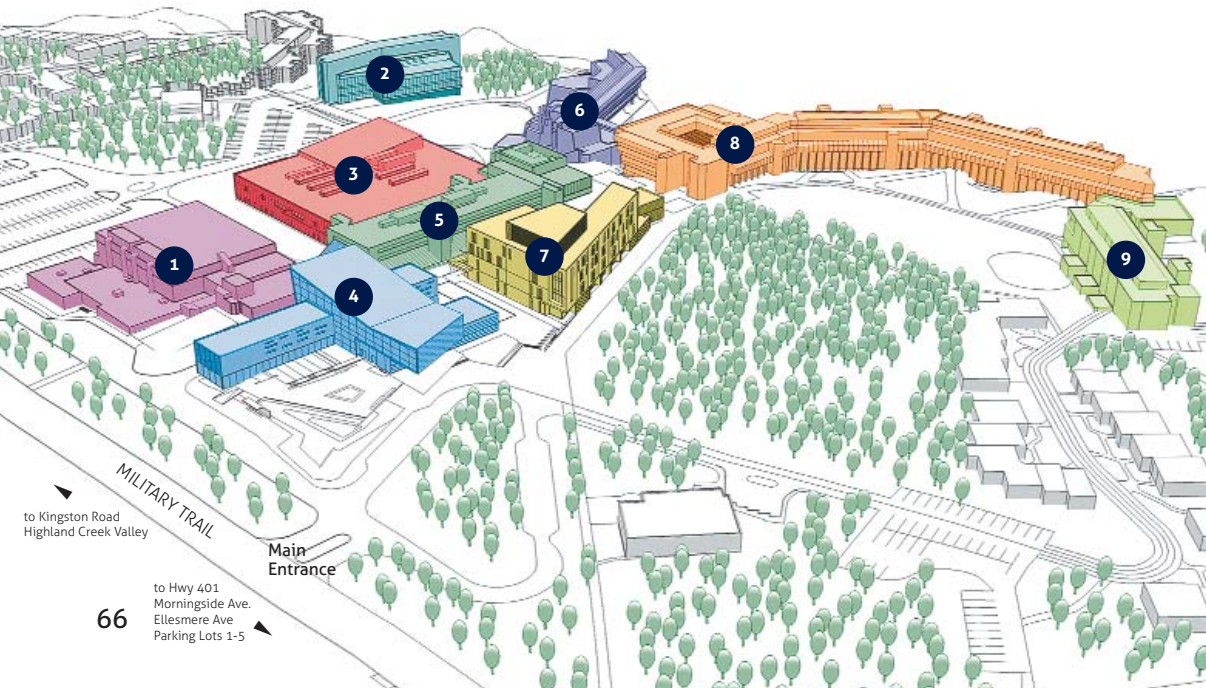 2
6
8
3
5
7
9
1
4
MILITARY TRAIL
to Kingston Road
Highland Creek Valley
Main
Entrance
to Hwy 401
Morningside Ave.
Ellesmere Ave
Parking Lots 1-5
66